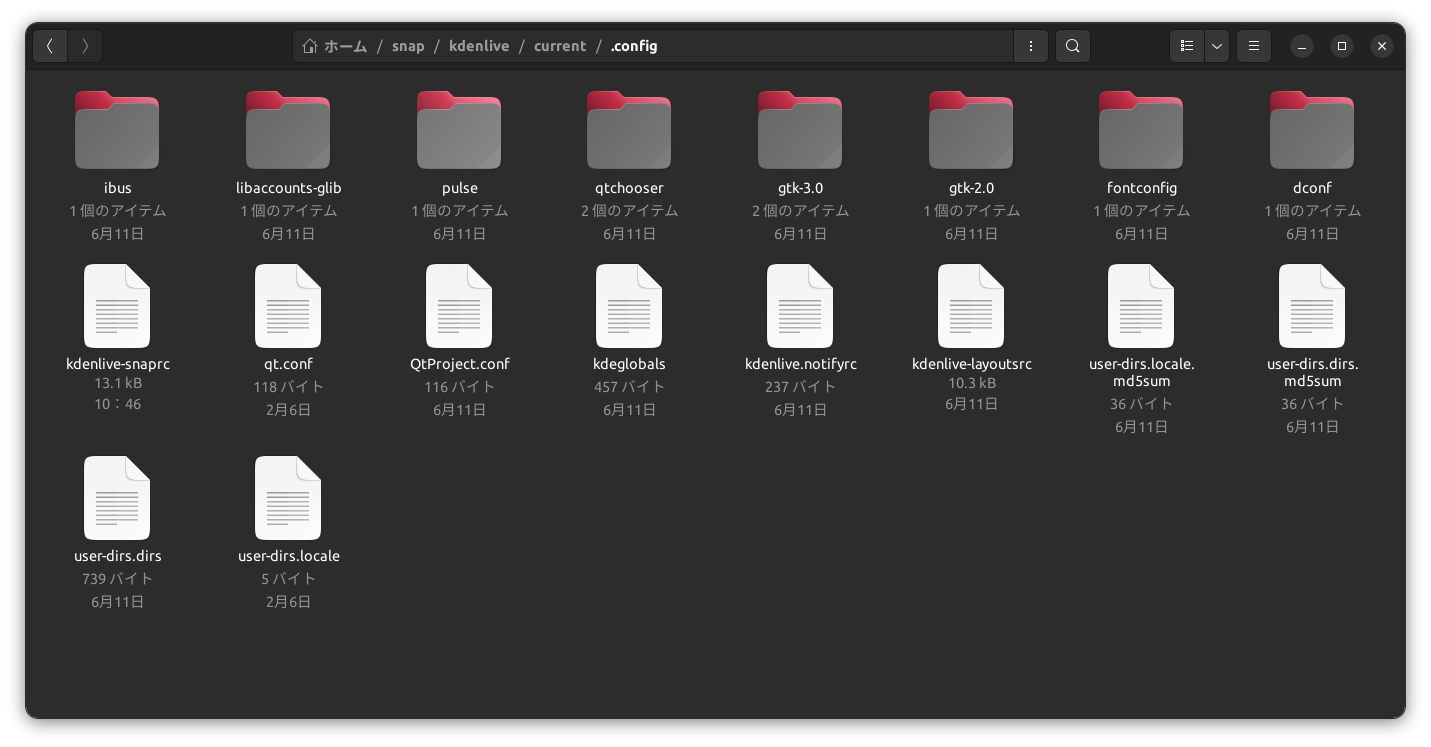 ホーム / snap / kdenlive / current / .config
ibus
1 個のアイテム
6月11日
libaccounts-glib
1 個のアイテム
6月11日
pulse
1 個のアイテム
6月11日
qtchooser
2 個のアイテム
6月11日
gtk-3.0
2 個のアイテム
6月11日
gtk-2.0
1 個のアイテム
6月11日
fontconfig
1 個のアイテム
6月11日
dconf
1 個のアイテム
6月11日
kdenlive-snaprc
13.1 kB
10：46
qt.conf
118 バイト
2月6日
QtProject.conf
116 バイト
6月11日
kdeglobals
457 バイト
6月11日
kdenlive.notifyrc
237 バイト
6月11日
kdenlive-layoutsrc
10.3 kB
6月11日
user-dirs.locale.
md5sum
36 バイト
6月11日
user-dirs.dirs.
md5sum
36 バイト
6月11日
user-dirs.dirs
739 バイト
6月11日
user-dirs.locale
5 バイト
2月6日